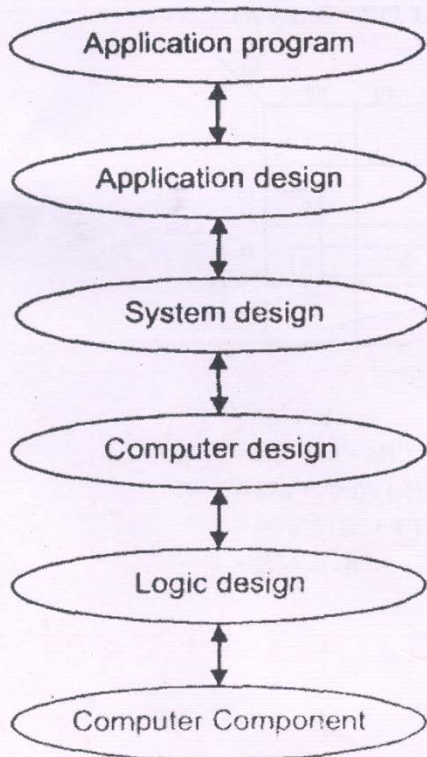 Application program
Application design
System design
Computer design
Logic design
Computer Component